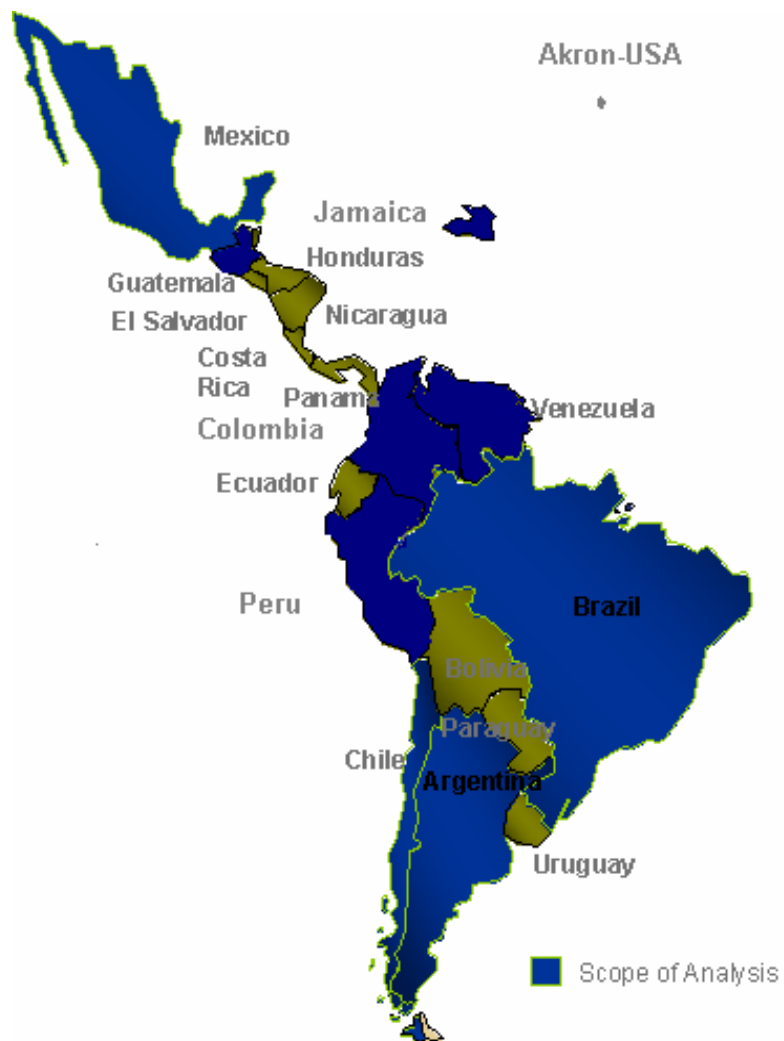 Akron-USA
Mexico
Jamaica
Honduras
Guatemala
El Salvador
Nicaragua
Costa
Rica
Panama
Venezuela
Colombia
Ecuador
Peru
Brazil
Bolivia
Paraguay
Chile
Argentina
Uruguay
Scope of Analysis